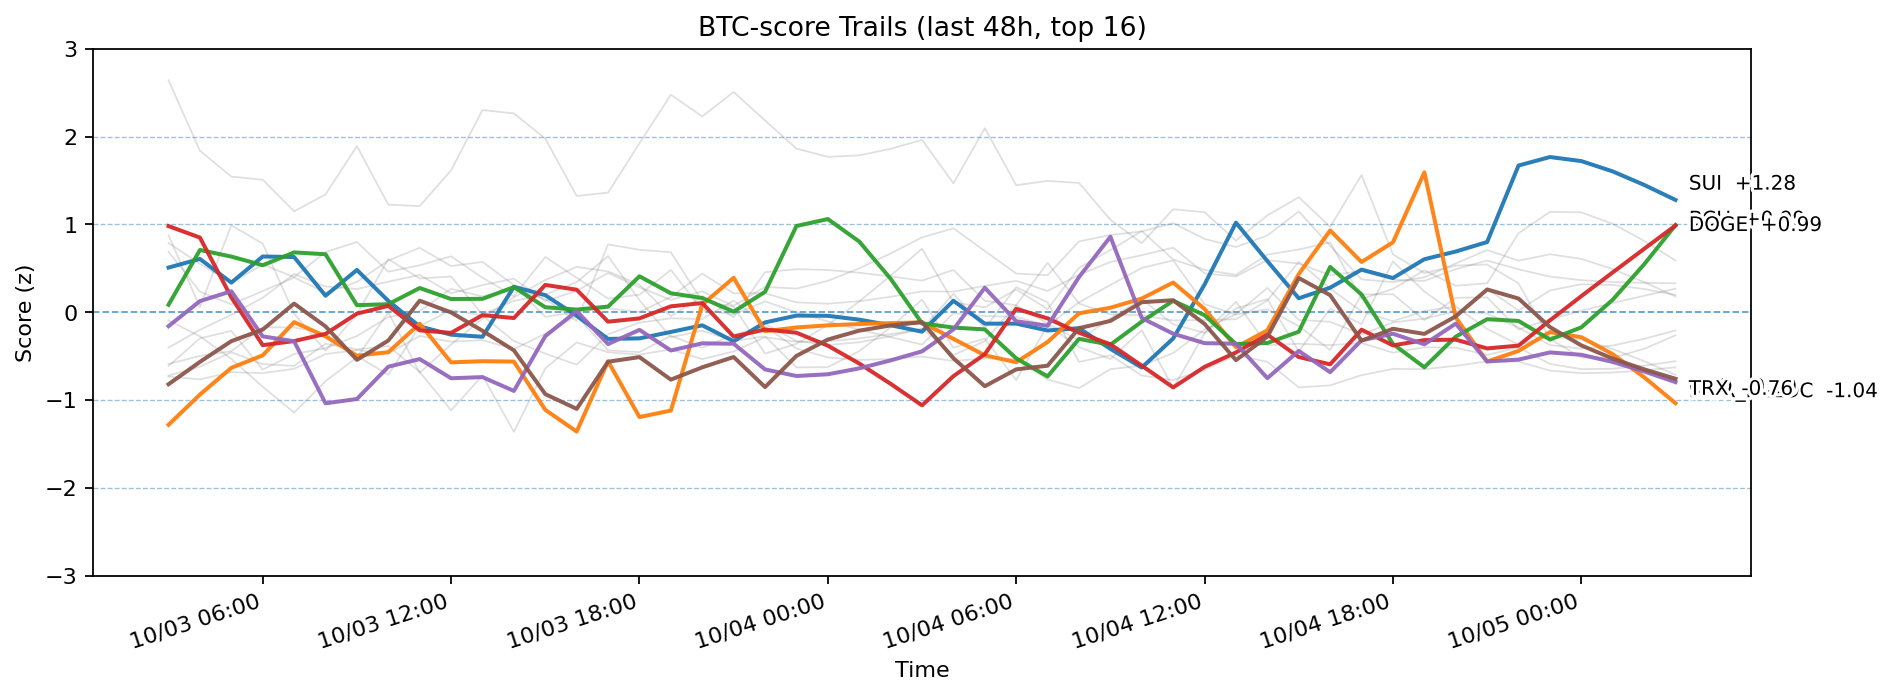 BTC-score Trails (last 48h, top 16)
Score (z)
3
2
1
0
−1
−2
−3
SUI +1.28
DOGE +0.99
TRX -0.76
-1.04
10/03 06:00
10/03 12:00
10/03 18:00
10/04 00:00
10/04 06:00
10/04 12:00
10/04 18:00
10/05 00:00
Time